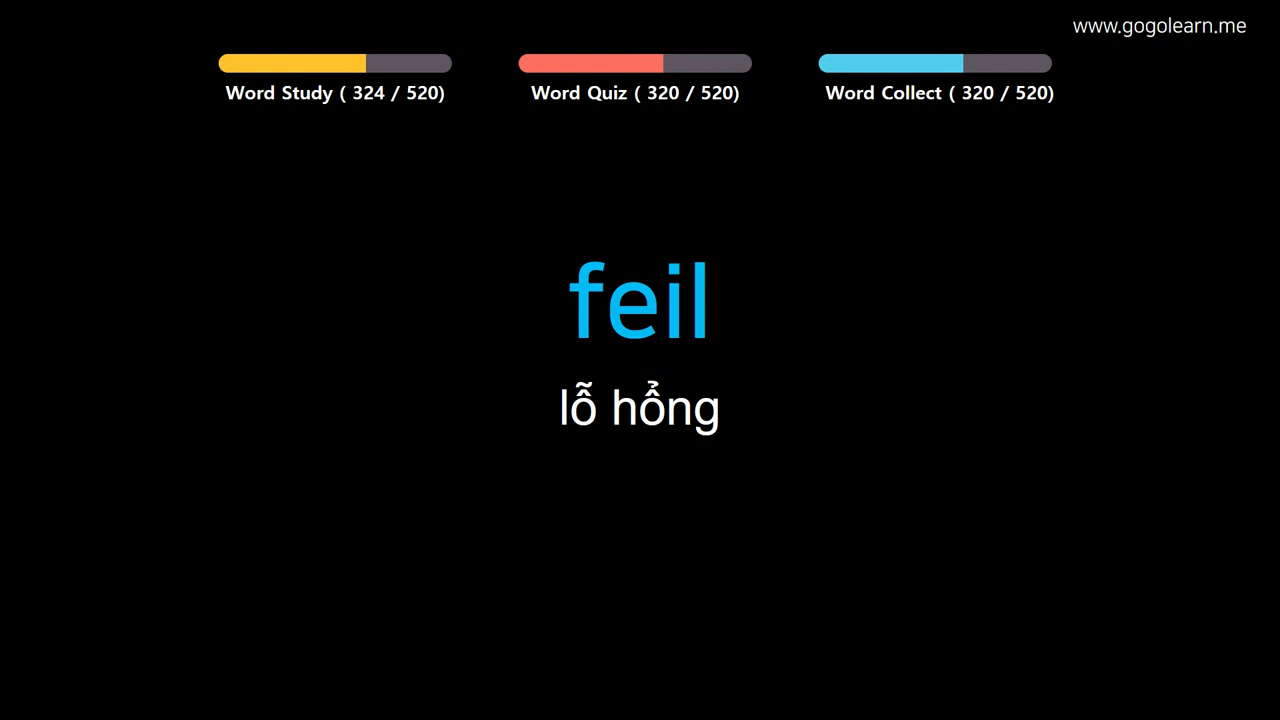 www.gogolearn.me
Word Study ( 324 / 520)
Word Quiz ( 320 / 520)
Word Collect ( 320 / 520)
feil
lỗ hổng